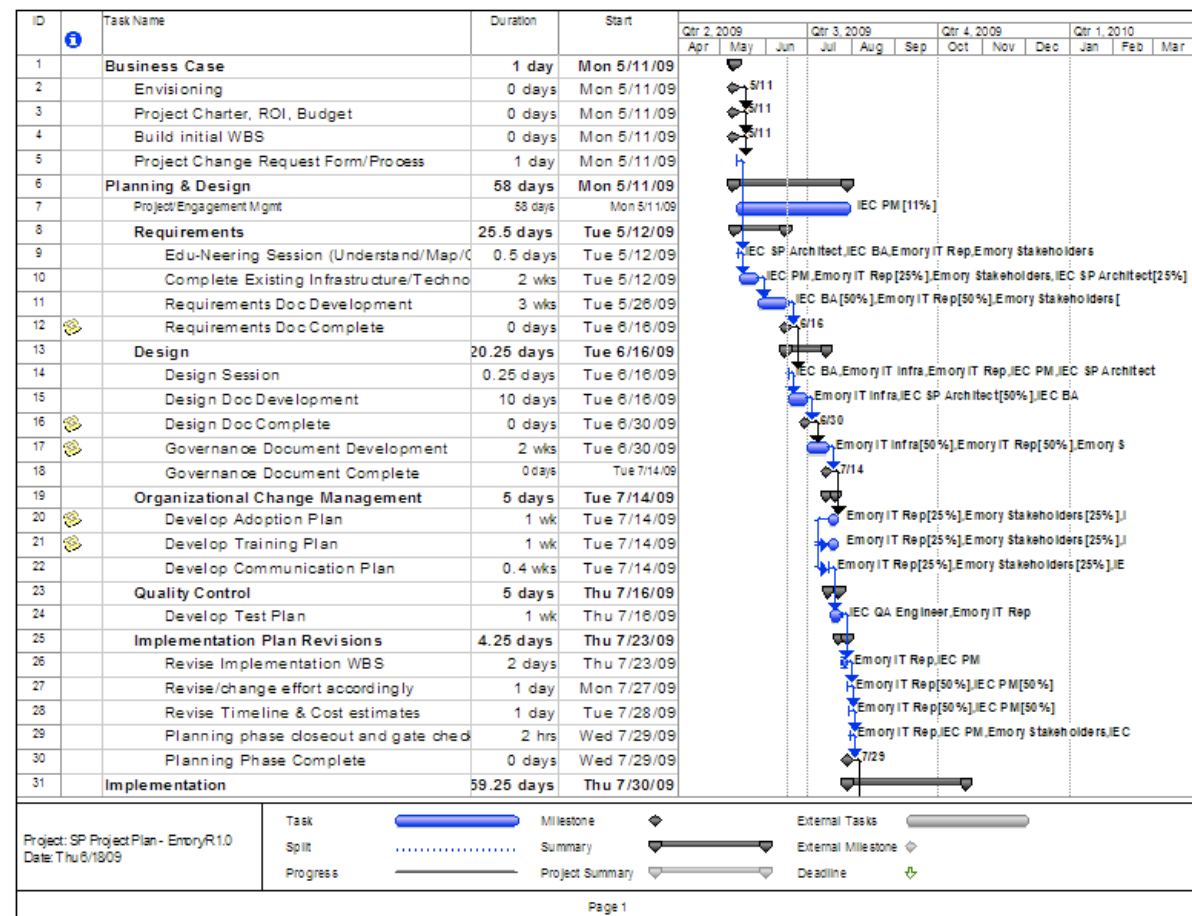 ID Task Name Duration Start
Qtr 2, 2009 Qtr 3, 2009 Qtr 4, 2009 Qtr 1, 2010
Apr May Jun Jul Aug Sep Oct Nov Dec Jan Feb Mar
1 Business Case 1 day Mon 5/11/09
2 Envisioning 0 days Mon 5/11/09 5/11
3 Project Charter, ROI, Budget 0 days Mon 5/11/09 5/11
4 Build initial WBS 0 days Mon 5/11/09 5/11
5 Project Change Request Form/Process 1 day Mon 5/11/09
6 Planning & Design 58 days Mon 5/11/09
7 Project/Engagement Mgmt 58 days Mon 5/11/09 IEC PM[11%]
8 Requirements 25.5 days Tue 5/12/09
9 Edu-Neering Session (Understand/Map/ 0.5 days Tue 5/12/09 IEC SP Architect,IEC BA,Emory IT Rep,Emory Stakeholders
10 Complete Existing Infrastructure/Techno 2 wks Tue 5/12/09 IEC PM,Emory IT Rep[25%],Emory Stakeholders,IEC SP Architect[25%]
11 Requirements Doc Development 3 wks Tue 5/26/09 IEC BA[50%],Emory IT Rep[50%],Emory Stakeholders[
12 Requirements Doc Complete 0 days Tue 6/16/09 6/16
13 Design 20.25 days Tue 6/16/09
14 Design Session 0.25 days Tue 6/16/09 IEC BA,Emory IT Infra,Emory IT Rep,IEC PM,IEC SP Architect
15 Design Doc Development 10 days Tue 6/16/09 Emory IT Infra,IEC SP Architect[50%],IEC BA
16 Design Doc Complete 0 days Tue 6/30/09 6/30
17 Governance Document Development 2 wks Tue 6/30/09 Emory IT Infra[50%],Emory IT Rep[50%],Emory S
18 Governance Document Complete 0 days Tue 7/14/09 7/14
19 Organizational Change Management 5 days Tue 7/14/09
20 Develop Adoption Plan 1 wk Tue 7/14/09 Emory IT Rep[25%],Emory Stakeholders[25%],I
21 Develop Training Plan 1 wk Tue 7/14/09 Emory IT Rep[25%],Emory Stakeholders[25%],I
22 Develop Communication Plan 0.4 wks Tue 7/14/09 Emory IT Rep[25%],Emory Stakeholders[25%],IE
23 Quality Control 5 days Thu 7/16/09
24 Develop Test Plan 1 wk Thu 7/16/09 IEC QA Engineer,Emory IT Rep
25 Implementation Plan Revisions 4.25 days Thu 7/23/09
26 Revise Implementation WBS 2 days Thu 7/23/09 Emory IT Rep,IEC PM
27 Revise/change effort accordingly 1 day Mon 7/27/09 Emory IT Rep[50%],IEC PM[50%]
28 Revise Timeline & Cost estimates 1 day Tue 7/28/09 Emory IT Rep[50%],IEC PM[50%]
29 Planning phase closeout and gate chec 2 hrs Wed 7/29/09 Emory IT Rep,IEC PM,Emory Stakeholders,IEC
30 Planning Phase Complete 0 days Wed 7/29/09 7/29
31 Implementation 59.25 days Thu 7/30/09
Project: SP Project Plan - EmoryR1.0
Date: Thu 6/18/09
Task Milestone External Tasks
Split Summary External Milestone
Progress Project Summary Deadline
Page 1